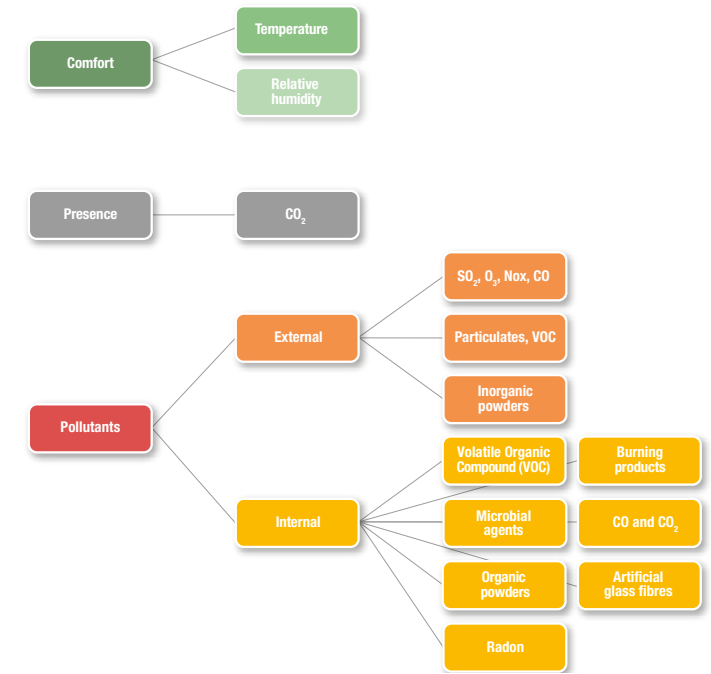 Temperature
Comfort
Relative
humidity
Presence
CO₂
SO₂, O₃, Nox, CO
External
Particulates, VOC
Inorganic
powders
Pollutants
Volatile Organic
Compound (VOC)
Burning
products
Internal
Microbial
agents
CO and CO₂
Organic
powders
Artificial
glass fibres
Radon